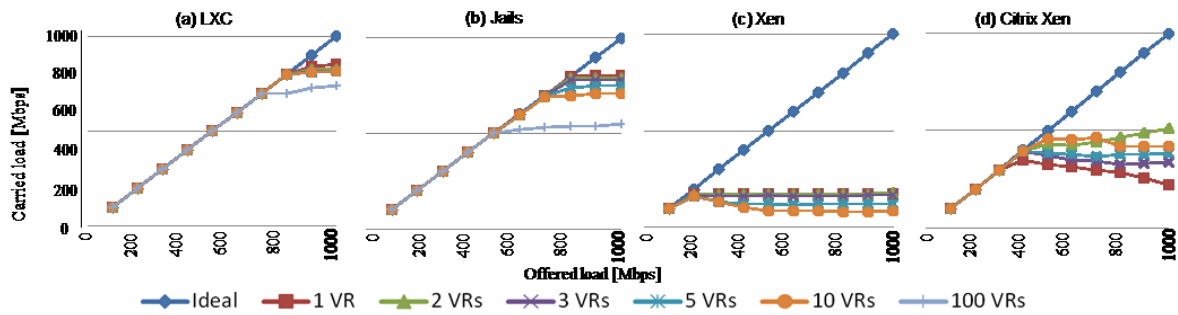 (a) LXC
(b) Jails
(c) Xen
(d) Citrix Xen
Carried load [Mbps]
1000
800
600
400
200
0
0
200
400
600
800
1000
0
200
400
600
800
1000
0
200
400
600
800
1000
0
200
400
600
800
1000
Offered load [Mbps]
Ideal
1 VR
2 VRs
3 VRs
5 VRs
10 VRs
100 VRs